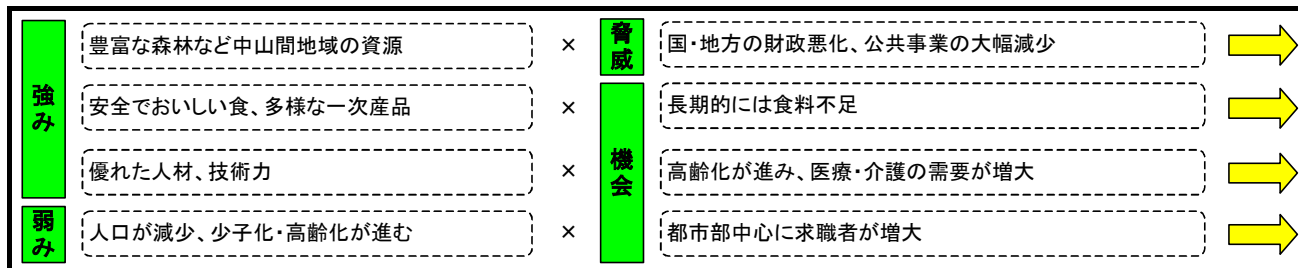 強み
豊富な森林など中山間地域の資源
×
脅威
国・地方の財政悪化、公共事業の大幅減少
安全でおいしい食、多様な一次産品
×
機会
長期的には食料不足
優れた人材、技術力
×
高齢化が進み、医療・介護の需要が増大
弱み
人口が減少、少子化・高齢化が進む
×
都市部中心に求職者が増大